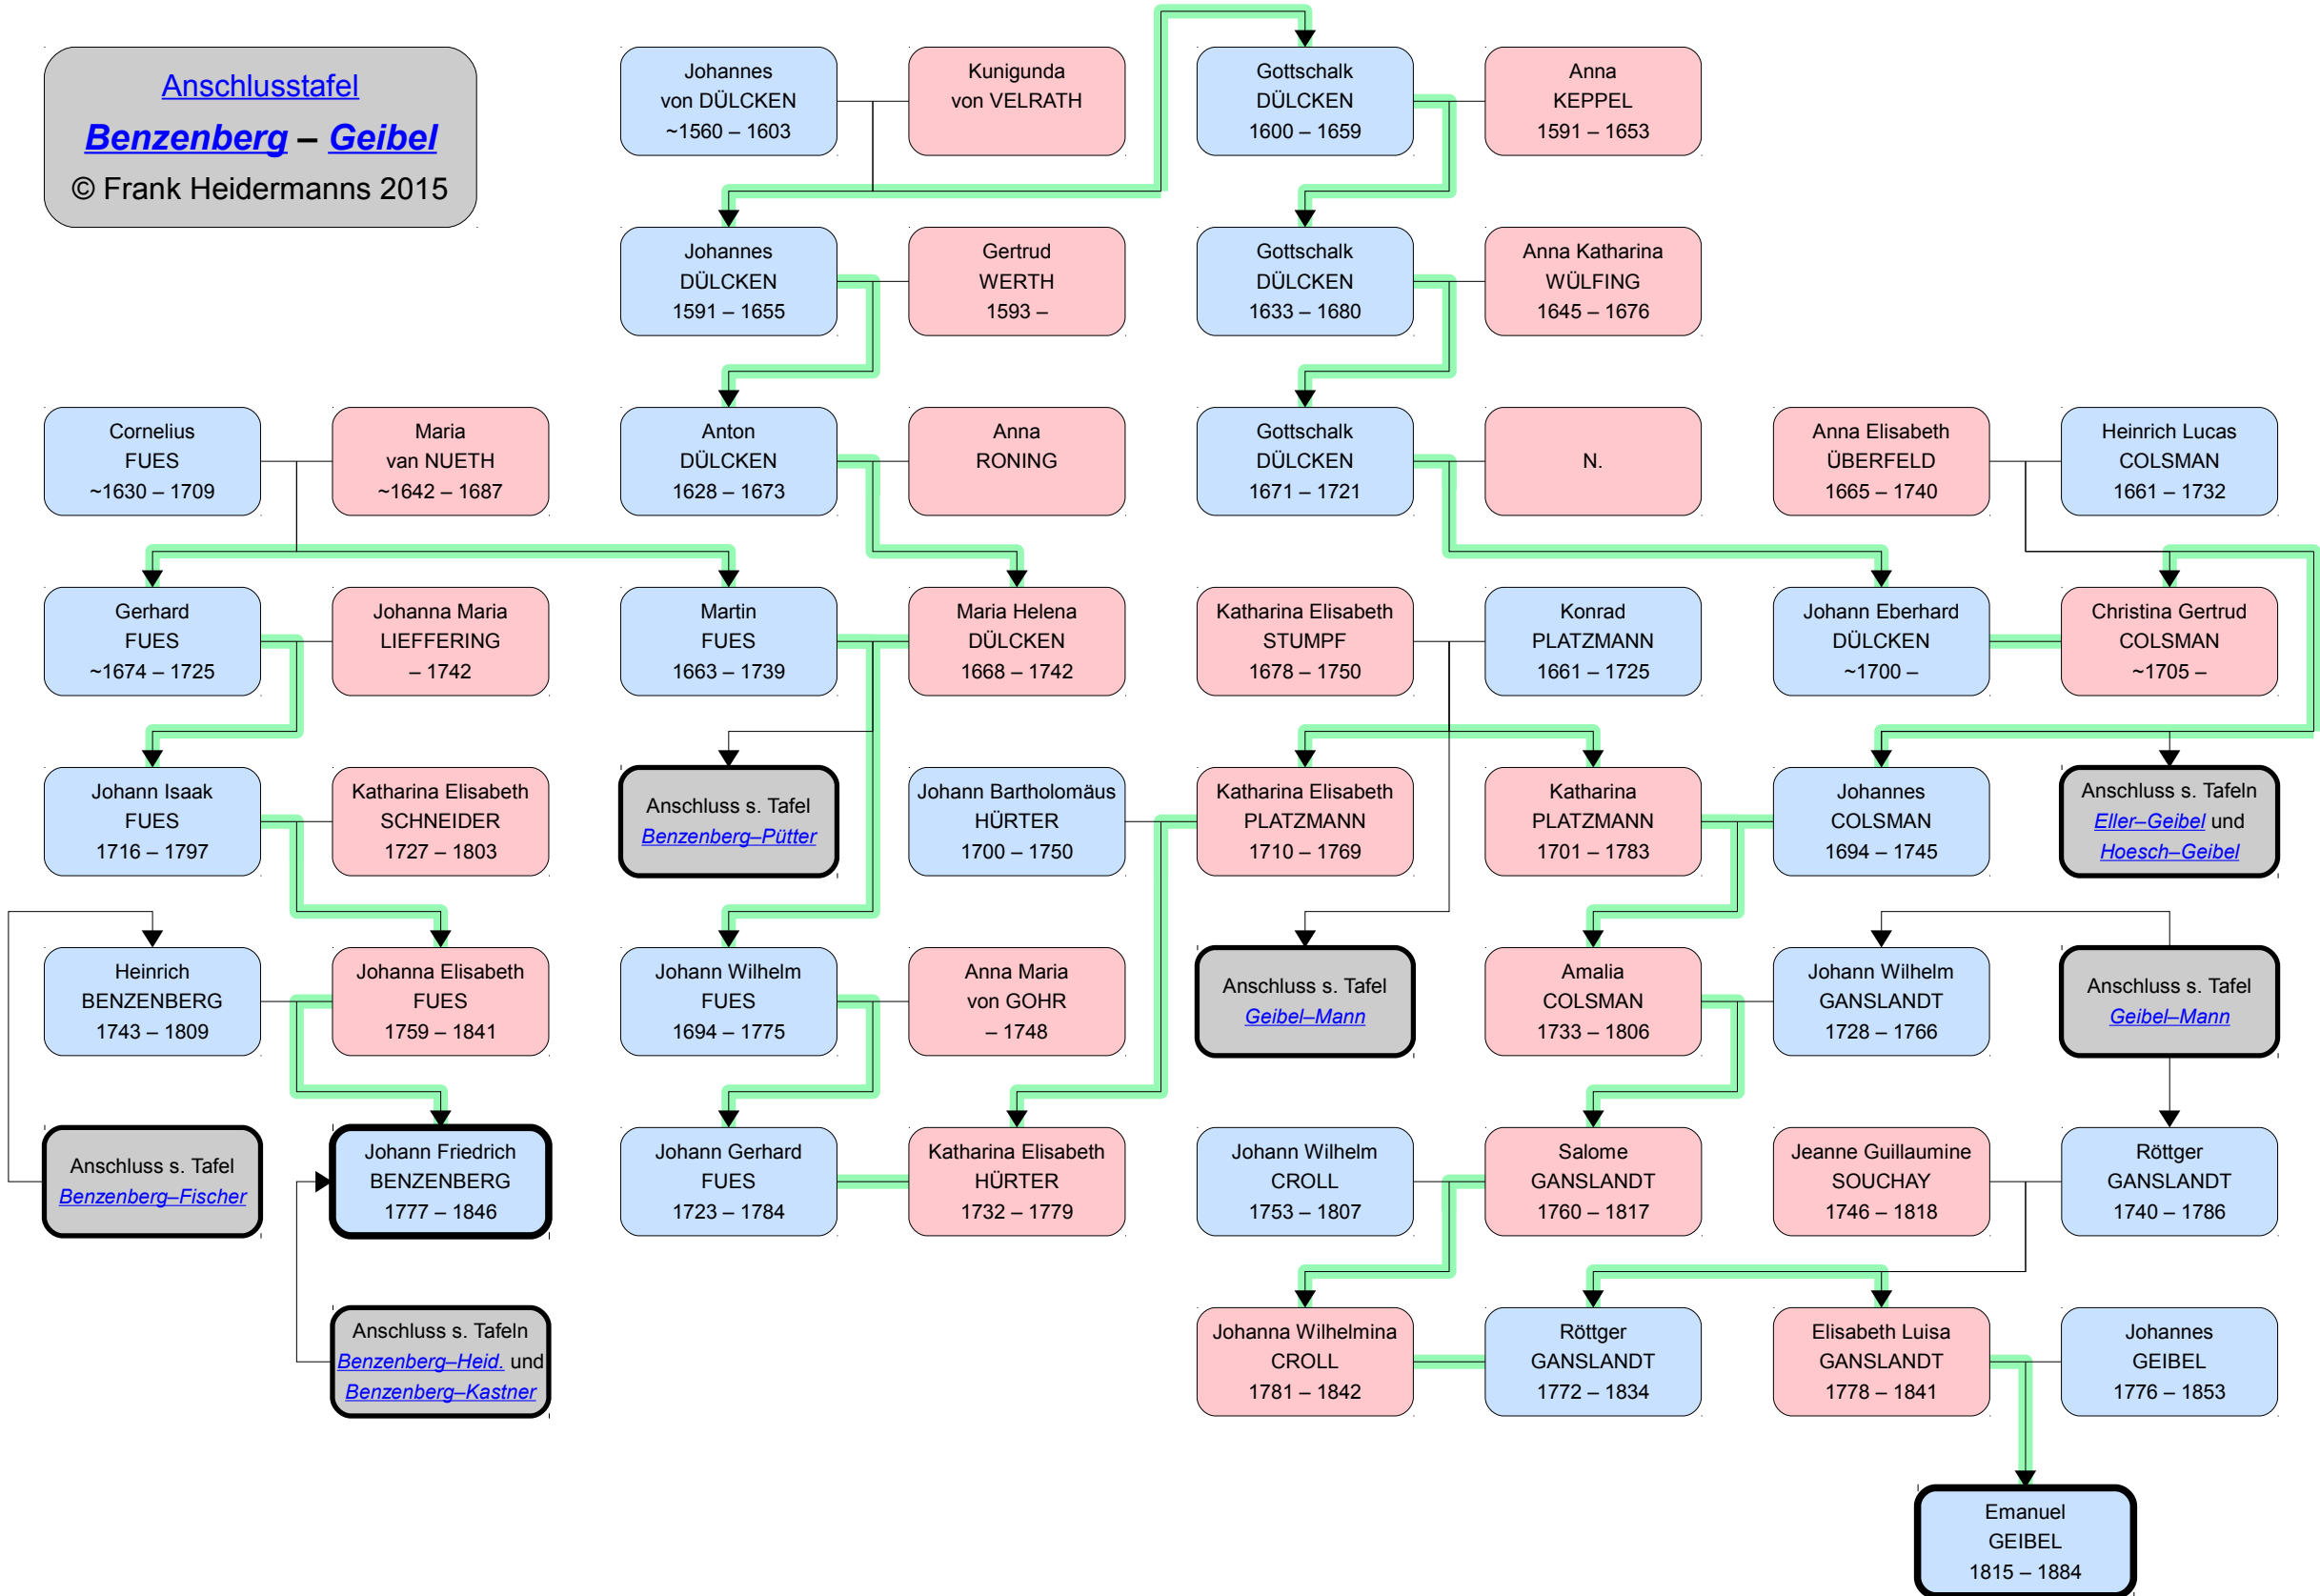 Anschlusstafel
Benzenberg – Geibel
© Frank Heidermanns 2015
Johannes
von DÜLCKEN
~1560 – 1603
Kunigunda
von VELRATH
Gottschalk
DÜLCKEN
1600 – 1659
Anna
KEPPEL
1591 – 1653
Johannes
DÜLCKEN
1591 – 1655
Gertrud
WERTH
1593 –
Gottschalk
DÜLCKEN
1633 – 1680
Anna Katharina
WÜLFING
1645 – 1676
Cornelius
FUES
~1630 – 1709
Maria
van NUETH
~1642 – 1687
Anton
DÜLCKEN
1628 – 1673
Anna
RONING
Gottschalk
DÜLCKEN
1671 – 1721
N.
Anna Elisabeth
ÜBERFELD
1665 – 1740
Heinrich Lucas
COLSMAN
1661 – 1732
Gerhard
FUES
~1674 – 1725
Johanna Maria
LIEFFERING
– 1742
Martin
FUES
1663 – 1739
Maria Helena
DÜLCKEN
1668 – 1742
Katharina Elisabeth
STUMPF
1678 – 1750
Konrad
PLATZMANN
1661 – 1725
Johann Eberhard
DÜLCKEN
~1700 –
Christina Gertrud
COLSMAN
~1705 –
Johann Isaak
FUES
1716 – 1797
Katharina Elisabeth
SCHNEIDER
1727 – 1803
Anschluss s. Tafel
Benzenberg–Pütter
Johann Bartholomäus
HÜRTER
1700 – 1750
Katharina Elisabeth
PLATZMANN
1710 – 1769
Katharina
PLATZMANN
1701 – 1783
Johannes
COLSMAN
1694 – 1745
Anschluss s. Tafeln
Eller–Geibel und
Hoesch–Geibel
Heinrich
BENZENBERG
1743 – 1809
Johanna Elisabeth
FUES
1759 – 1841
Johann Wilhelm
FUES
1694 – 1775
Anna Maria
von GOHR
– 1748
Anschluss s. Tafel
Geibel–Mann
Amalia
COLSMAN
1733 – 1806
Johann Wilhelm
GANSLANDT
1728 – 1766
Anschluss s. Tafel
Geibel–Mann
Anschluss s. Tafel
Benzenberg–Fischer
Johann Friedrich
BENZENBERG
1777 – 1846
Johann Gerhard
FUES
1723 – 1784
Katharina Elisabeth
HÜRTER
1732 – 1779
Johann Wilhelm
CROLL
1753 – 1807
Salome
GANSLANDT
1760 – 1817
Jeanne Guillaumine
SOUCHAY
1746 – 1818
Röttger
GANSLANDT
1740 – 1786
Anschluss s. Tafeln
Benzenberg–Heid. und
Benzenberg–Kastner
Johanna Wilhelmina
CROLL
1781 – 1842
Röttger
GANSLANDT
1772 – 1834
Elisabeth Luisa
GANSLANDT
1778 – 1841
Johannes
GEIBEL
1776 – 1853
Emanuel
GEIBEL
1815 – 1884